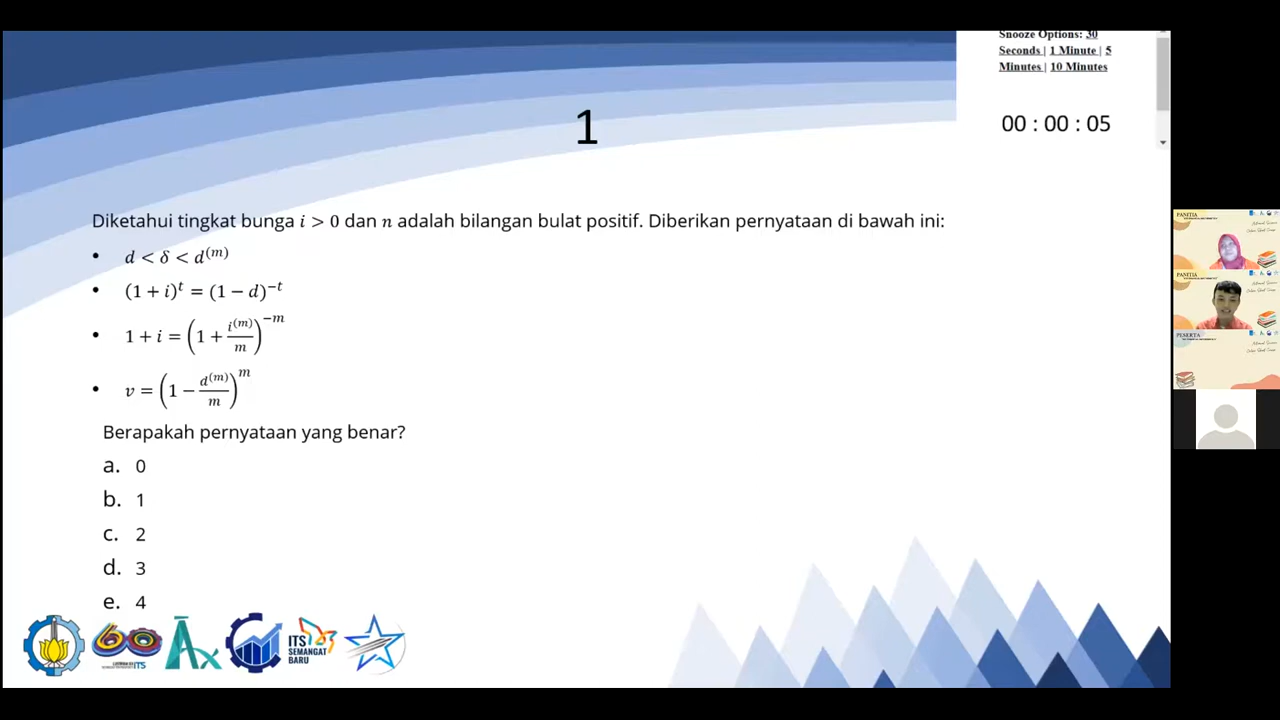 Snooze Options: 30
Seconds | 1 Minute | 5
Minutes | 10 Minutes
00 : 00 : 05
1
Diketahui tingkat bunga i > 0 dan n adalah bilangan bulat positif. Diberikan pernyataan di bawah ini:
• d < δ < d^(m)
• (1 + i)^t = (1 − d)^−t
• 1 + i = (1 + i^(m)/m)^−m
• v = (1 − d^(m)/m)^m
Berapakah pernyataan yang benar?
a. 0
b. 1
c. 2
d. 3
e. 4
60
ITS
SEMANGAT
BARU
PANITIA
PANITIA
PESERTA